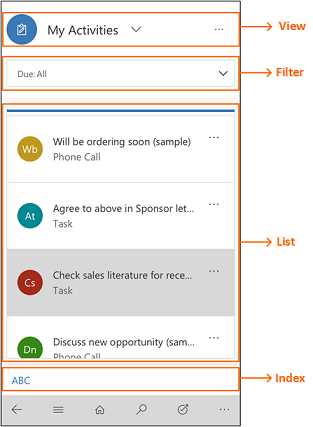 My Activities
View
Due: All
Filter
Wb
Will be ordering soon (sample)
Phone Call
At
Agree to above in Sponsor let...
Task
List
Cs
Check sales literature for rece...
Task
Dn
Discuss new opportunity (sam...
Phone Call
ABC
Index